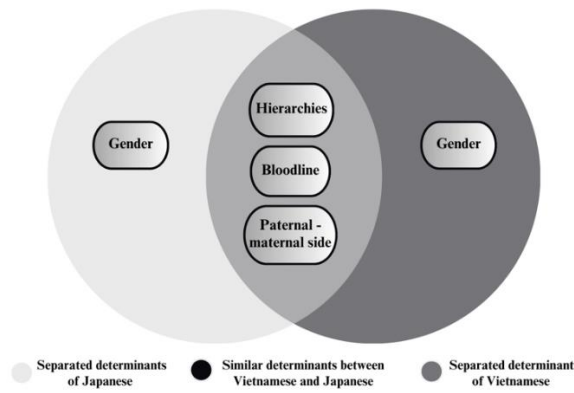 Hierarchies
Gender
Gender
Bloodline
Paternal -
maternal side
Separated determinants
of Japanese
Similar determinants between
Vietnamese and Japanese
Separated determinant
of Vietnamese